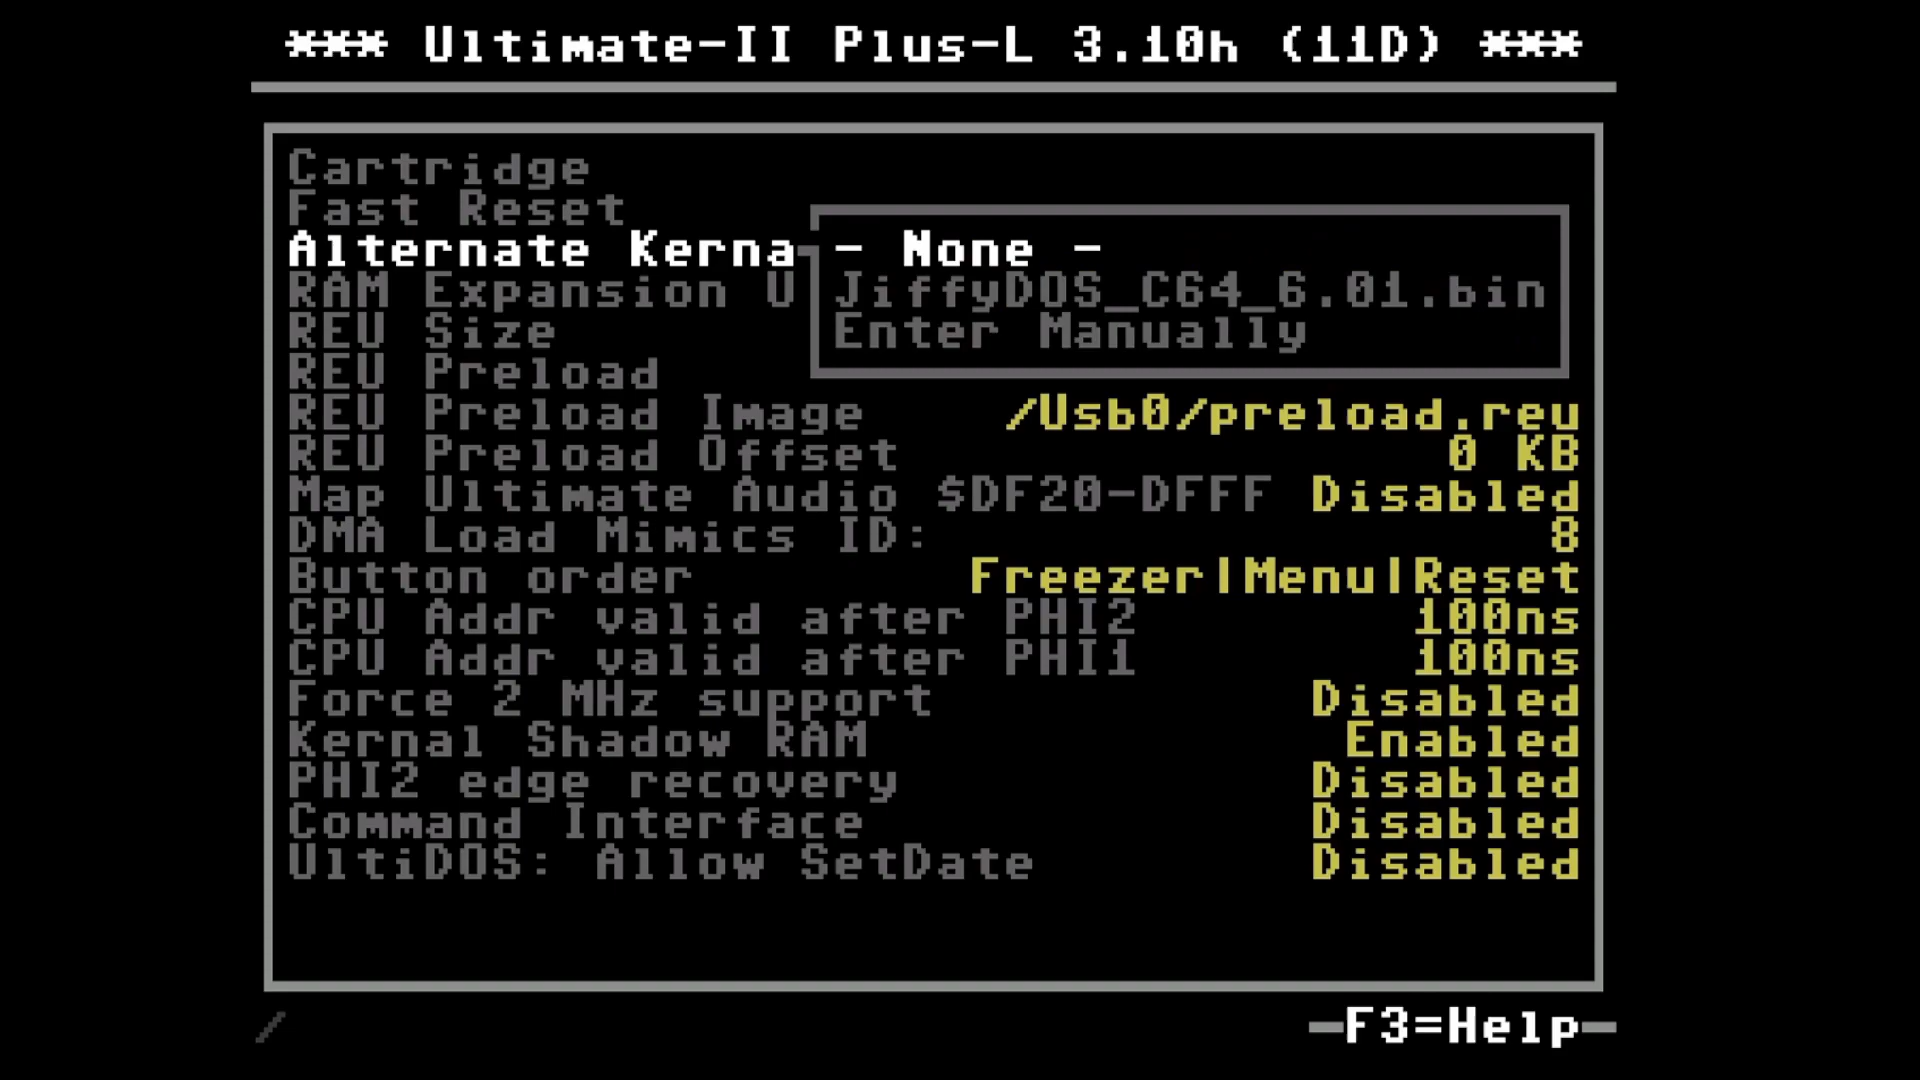 *** Ultimate-II Plus-L 3.10h (11D) ***
Cartridge
Fast Reset
Alternate Kerna - None -
RAM Expansion U JiffyDOS_C64_6.01.bin
REU Size Enter Manually
REU Preload
REU Preload Image /Usb0/preload.reu
REU Preload Offset 0 KB
Map Ultimate Audio $DF20-DFFF Disabled
DMA Load Mimics ID: 8
Button order Freezer|Menu|Reset
CPU Addr valid after PHI2 100ns
CPU Addr valid after PHI1 100ns
Force 2 MHz support Disabled
Kernal Shadow RAM Enabled
PHI2 edge recovery Disabled
Command Interface Disabled
UltiDOS: Allow SetDate Disabled
/ F3=Help